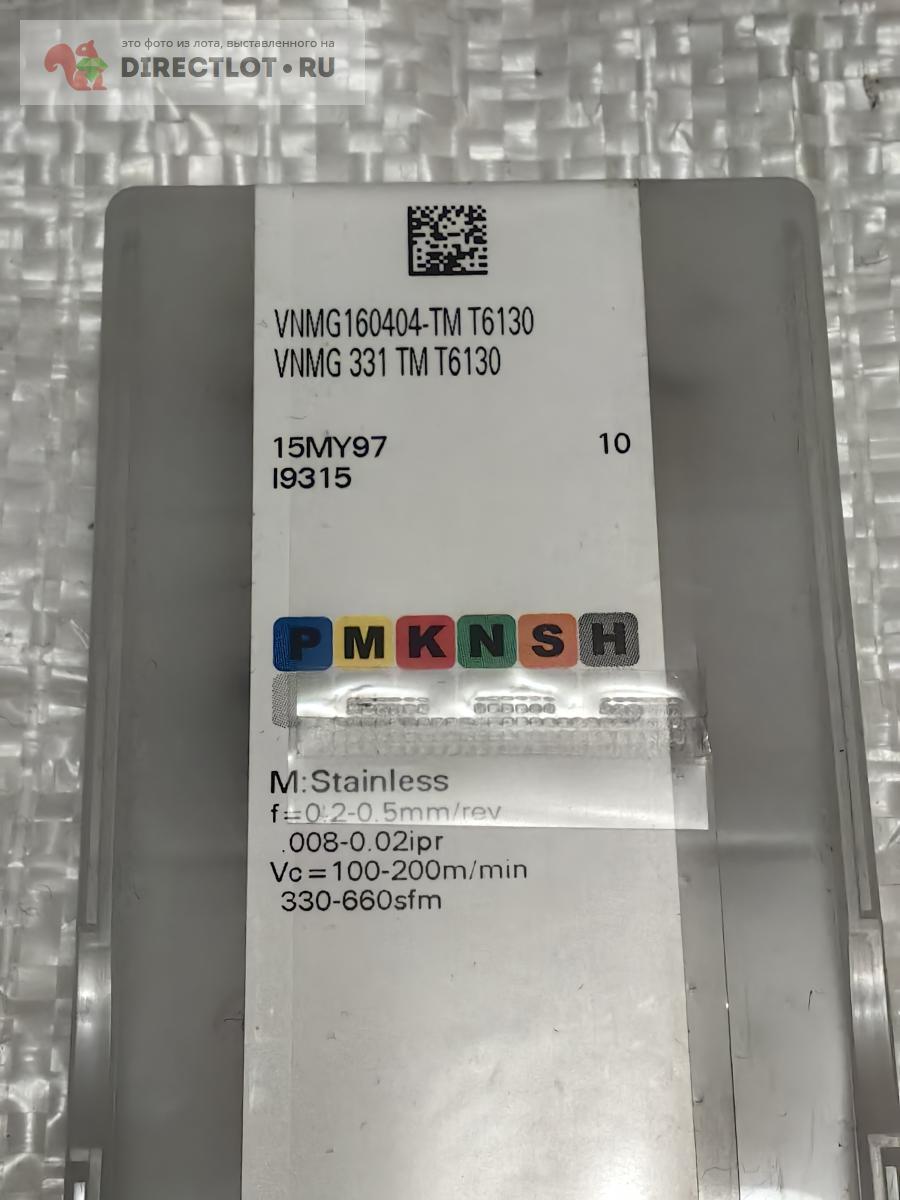 это фото из лота, выставленного на
DIRECTLOT.RU
VNMG160404-TM T6130
VNMG 331 TM T6130
15MY97 10
I9315
P M K N S H
M:Stainless
f=0.2-0.5mm/rev
.008-0.02ipr
Vc=100-200m/min
330-660sfm